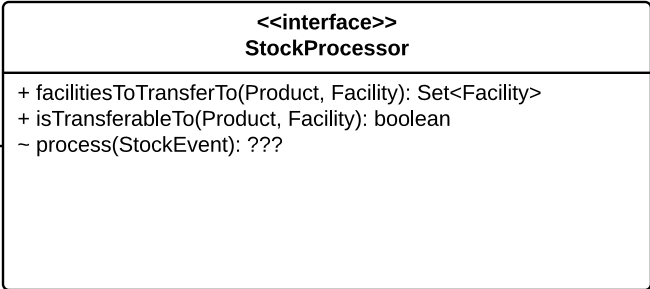 <<interface>>
StockProcessor
+ facilitiesToTransferTo(Product, Facility): Set<Facility>
+ isTransferableTo(Product, Facility): boolean
~ process(StockEvent): ???